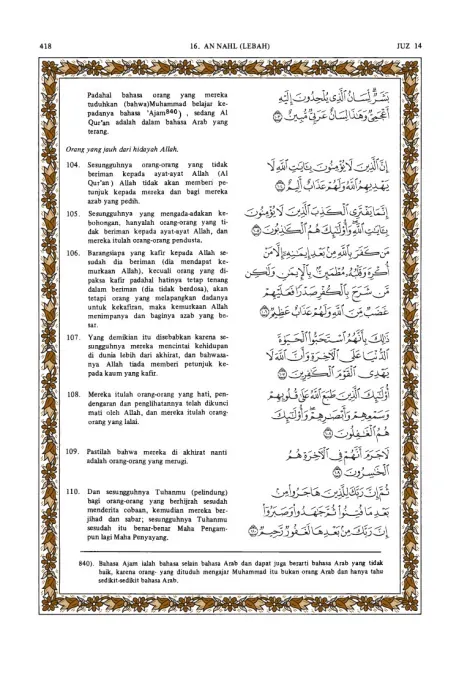 418
16. AN NAHL (LEBAH)
JUZ 14
Padahal bahasa orang yang mereka
tuduhkan (bahwa)Muhammad belajar ke-
padanya bahasa 'Ajam840) , sedang Al
Qur'an adalah dalam bahasa Arab yang
terang.
بَشَرٌ لِسَانُ الَّذِي يُلْحِدُونَ إِلَيْهِ
أَعْجَمِيٌّ وَهَٰذَا لِسَانٌ عَرَبِيٌّ مُبِينٌ
Orang yang jauh dari hidayah Allah.
104. Sesungguhnya orang-orang yang tidak
beriman kepada ayat-ayat Allah (Al
Qur'an) Allah tidak akan memberi pe-
tunjuk kepada mereka dan bagi mereka
azab yang pedih.
إِنَّ الَّذِينَ لَا يُؤْمِنُونَ بِآيَاتِ اللَّهِ لَا
يَهْدِيهِمُ اللَّهُ وَلَهُمْ عَذَابٌ أَلِيمٌ
105. Sesungguhnya yang mengada-adakan ke-
bohongan, hanyalah orang-orang yang ti-
dak beriman kepada ayat-ayat Allah, dan
mereka itulah orang-orang pendusta.
إِنَّمَا يَفْتَرِي الْكَذِبَ الَّذِينَ لَا يُؤْمِنُونَ
بِآيَاتِ اللَّهِ وَأُولَٰئِكَ هُمُ الْكَاذِبُونَ
106. Barangsiapa yang kafir kepada Allah se-
sudah dia beriman (dia mendapat ke-
murkaan Allah), kecuali orang yang di-
paksa kafir padahal hatinya tetap tenang
dalam beriman (dia tidak berdosa), akan
tetapi orang yang melapangkan dadanya
untuk kekafiran, maka kemurkaan Allah
menimpanya dan baginya azab yang be-
sar.
مَنْ كَفَرَ بِاللَّهِ مِنْ بَعْدِ إِيمَانِهِ إِلَّا مَنْ
أُكْرِهَ وَقَلْبُهُ مُطْمَئِنٌّ بِالْإِيمَانِ وَلَٰكِنْ
مَنْ شَرَحَ بِالْكُفْرِ صَدْرًا فَعَلَيْهِمْ
غَضَبٌ مِنَ اللَّهِ وَلَهُمْ عَذَابٌ عَظِيمٌ
107. Yang demikian itu disebabkan karena se-
sungguhnya mereka mencintai kehidupan
di dunia lebih dari akhirat, dan bahwasa-
nya Allah tiada memberi petunjuk ke-
pada kaum yang kafir.
ذَٰلِكَ بِأَنَّهُمُ اسْتَحَبُّوا الْحَيَاةَ
الدُّنْيَا عَلَى الْآخِرَةِ وَأَنَّ اللَّهَ لَا
يَهْدِي الْقَوْمَ الْكَافِرِينَ
108. Mereka itulah orang-orang yang hati, pen-
dengaran dan penglihatannya telah dikunci
mati oleh Allah, dan mereka itulah orang-
orang yang lalai.
أُولَٰئِكَ الَّذِينَ طَبَعَ اللَّهُ عَلَىٰ قُلُوبِهِمْ
وَسَمْعِهِمْ وَأَبْصَارِهِمْ وَأُولَٰئِكَ
هُمُ الْغَافِلُونَ
109. Pastilah bahwa mereka di akhirat nanti
adalah orang-orang yang merugi.
لَا جَرَمَ أَنَّهُمْ فِي الْآخِرَةِ هُمُ
الْخَاسِرُونَ
110. Dan sesungguhnya Tuhanmu (pelindung)
bagi orang-orang yang berhijrah sesudah
menderita cobaan, kemudian mereka ber-
jihad dan sabar; sesungguhnya Tuhanmu
sesudah itu benar-benar Maha Pengam-
pun lagi Maha Penyayang.
ثُمَّ إِنَّ رَبَّكَ لِلَّذِينَ هَاجَرُوا مِنْ
بَعْدِ مَا فُتِنُوا ثُمَّ جَاهَدُوا وَصَبَرُوا
إِنَّ رَبَّكَ مِنْ بَعْدِهَا لَغَفُورٌ رَحِيمٌ
840). Bahasa Ajam ialah bahasa selain bahasa Arab dan dapat juga berarti bahasa Arab yang tidak
baik, karena orang- yang dituduh mengajar Muhammad itu bukan orang Arab dan hanya tahu
sedikit-sedikit bahasa Arab.